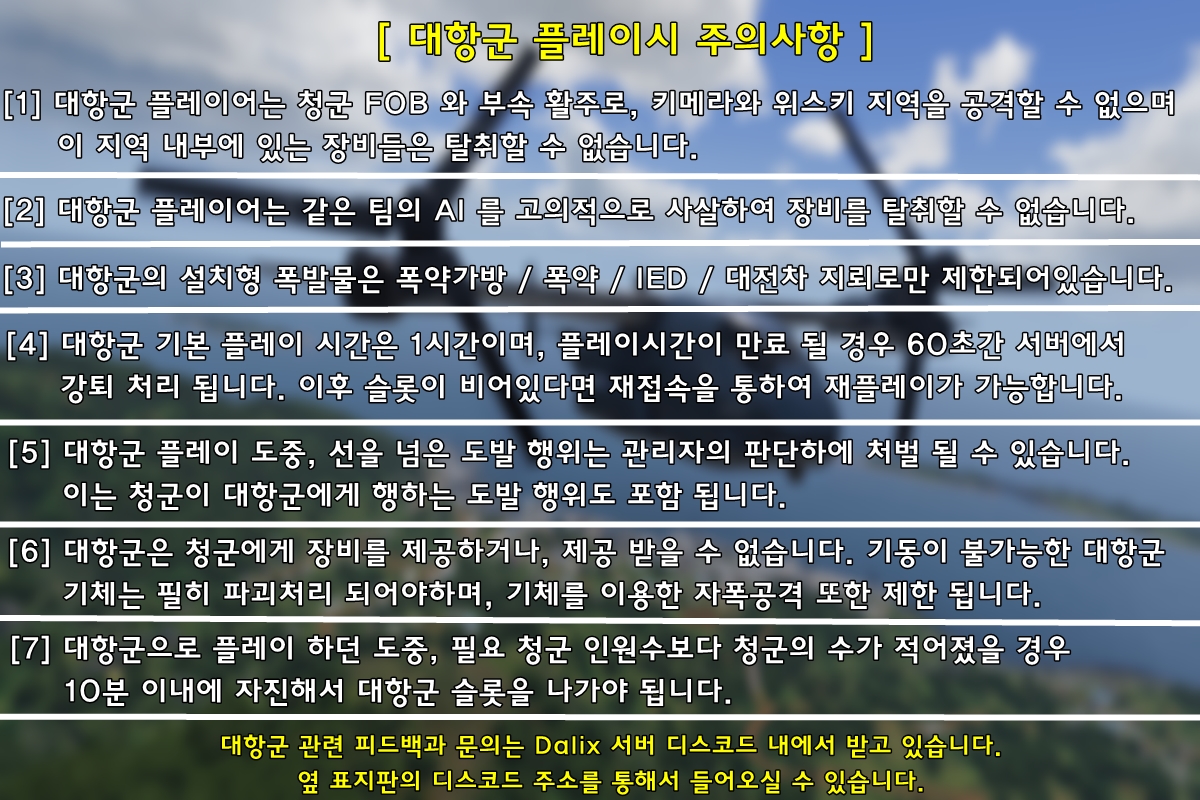 [ 대항군 플레이시 주의사항 ]
[1] 대항군 플레이어는 청군 FOB 와 부속 활주로, 키메라와 위스키 지역을 공격할 수 없으며
이 지역 내부에 있는 장비들은 탈취할 수 없습니다.
[2] 대항군 플레이어는 같은 팀의 AI 를 고의적으로 사살하여 장비를 탈취할 수 없습니다.
[3] 대항군의 설치형 폭발물은 폭약가방 / 폭약 / IED / 대전차 지뢰로만 제한되어있습니다.
[4] 대항군 기본 플레이 시간은 1시간이며, 플레이시간이 만료 될 경우 60초간 서버에서
강퇴 처리 됩니다. 이후 슬롯이 비어있다면 재접속을 통하여 재플레이가 가능합니다.
[5] 대항군 플레이 도중, 선을 넘은 도발 행위는 관리자의 판단하에 처벌 될 수 있습니다.
이는 청군이 대항군에게 행하는 도발 행위도 포함 됩니다.
[6] 대항군은 청군에게 장비를 제공하거나, 제공 받을 수 없습니다. 기동이 불가능한 대항군
기체는 필히 파괴처리 되어야하며, 기체를 이용한 자폭공격 또한 제한 됩니다.
[7] 대항군으로 플레이 하던 도중, 필요 청군 인원수보다 청군의 수가 적어졌을 경우
10분 이내에 자진해서 대항군 슬롯을 나가야 됩니다.
대항군 관련 피드백과 문의는 Dalix 서버 디스코드 내에서 받고 있습니다.
옆 표지판의 디스코드 주소를 통해서 들어오실 수 있습니다.